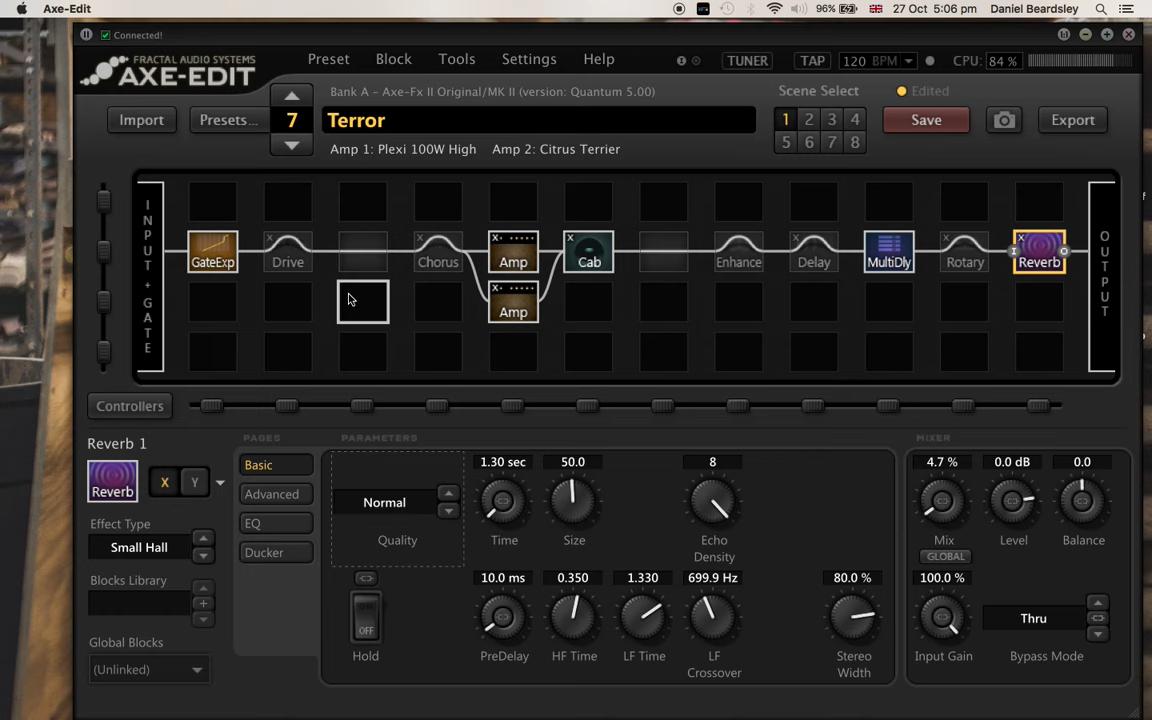 Axe-Edit
96%
27 Oct 5:06 pm
Daniel Beardsley
Connected!
FRACTAL AUDIO SYSTEMS
AXE-EDIT
Preset
Block
Tools
Settings
Help
TUNER
TAP
120 BPM
CPU: 84 %
Bank A - Axe-Fx II Original/MK II (version: Quantum 5.00)
Scene Select
Edited
Import
Presets...
7
Terror
1 2 3 4
5 6 7 8
Save
Export
Amp 1: Plexi 100W High
Amp 2: Citrus Terrier
INPUT + GATE
GateExp
Drive
Chorus
X Amp
X Cab
Enhance
Delay
MultiDly
Rotary
X Reverb
OUTPUT
X Amp
Controllers
Reverb 1
PAGES
PARAMETERS
MIXER
Reverb
X
Y
Basic
Advanced
EQ
Ducker
Effect Type
Small Hall
Blocks Library
Global Blocks
(Unlinked)
Normal
Quality
1.30 sec
50.0
8
Time
Size
Echo
Density
4.7 %
0.0 dB
0.0
Mix
Level
Balance
GLOBAL
OFF
Hold
10.0 ms
0.350
1.330
699.9 Hz
80.0 %
PreDelay
HF Time
LF Time
LF
Crossover
Stereo
Width
100.0 %
Input Gain
Thru
Bypass Mode